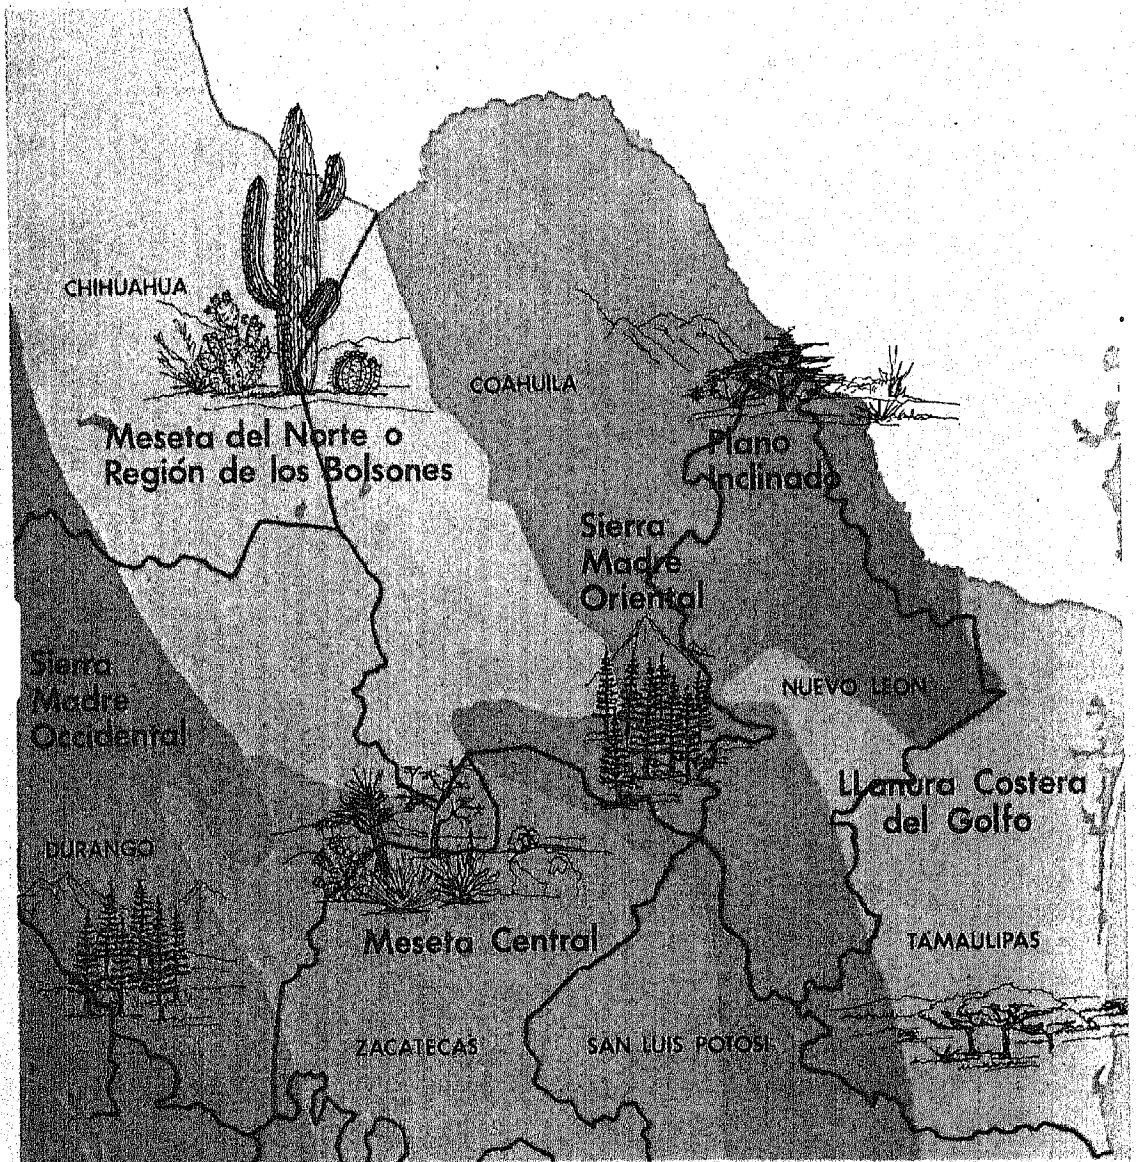 CHIHUAHUA
COAHUILA
Meseta del Norte o
Región de los Bolsones
Plano
Inclinado
Sierra
Madre
Oriental
Sierra
Madre
Occidental
NUEVO LEON
LLanura Costera
del Golfo
DURANGO
Meseta Central
TAMAULIPAS
ZACATECAS
SAN LUIS POTOSI